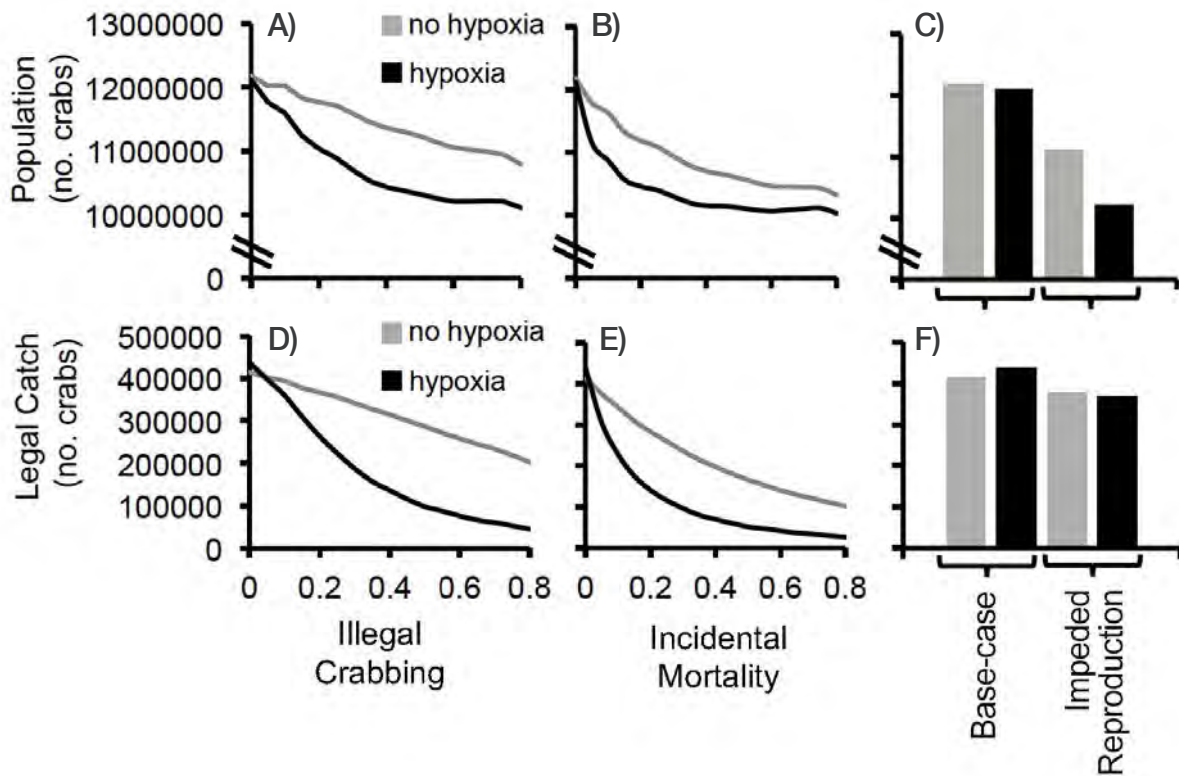 A)
no hypoxia
hypoxia
B)
C)
Population
(no. crabs)
13000000
12000000
11000000
10000000
0
D)
no hypoxia
hypoxia
E)
F)
Legal Catch
(no. crabs)
500000
400000
300000
200000
100000
0
0 0.2 0.4 0.6 0.8
0 0.2 0.4 0.6 0.8
Illegal
Crabbing
Incidental
Mortality
Base-case
Impeded
Reproduction